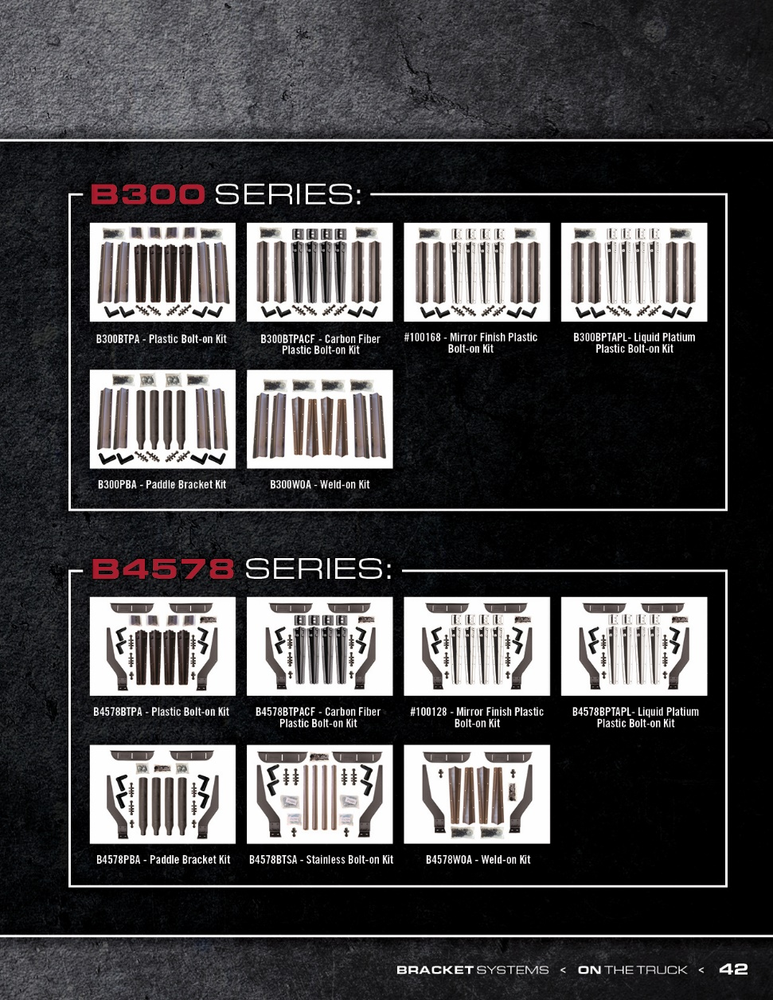 B300 SERIES:
B300BTPA - Plastic Bolt-on Kit
B300BTPACF - Carbon Fiber
Plastic Bolt-on Kit
#100168 - Mirror Finish Plastic
Bolt-on Kit
B300BPTAPL- Liquid Platium
Plastic Bolt-on Kit
B300PBA - Paddle Bracket Kit
B300WOA - Weld-on Kit
B4578 SERIES:
B4578BTPA - Plastic Bolt-on Kit
B4578BTPACF - Carbon Fiber
Plastic Bolt-on Kit
#100128 - Mirror Finish Plastic
Bolt-on Kit
B4578BPTAPL- Liquid Platium
Plastic Bolt-on Kit
B4578PBA - Paddle Bracket Kit
B4578BTSA - Stainless Bolt-on Kit
B4578WOA - Weld-on Kit
BRACKET SYSTEMS < ON THE TRUCK < 42